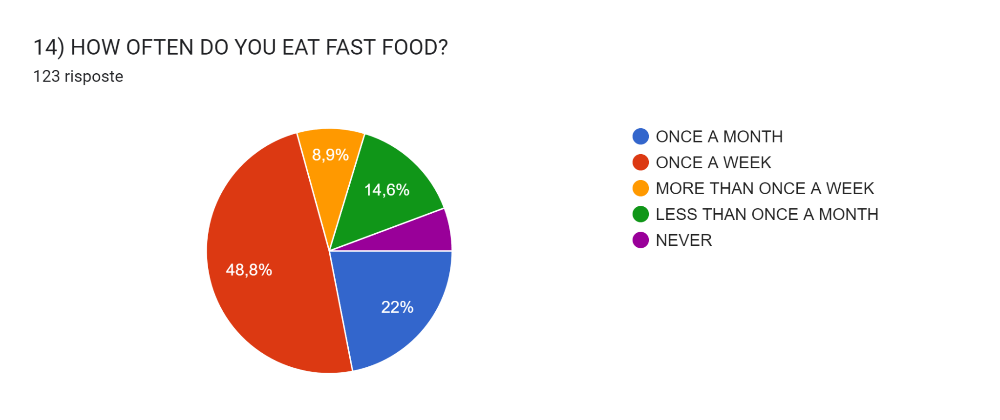 14) HOW OFTEN DO YOU EAT FAST FOOD?
123 risposte
8,9%
14,6%
48,8%
22%
ONCE A MONTH
ONCE A WEEK
MORE THAN ONCE A WEEK
LESS THAN ONCE A MONTH
NEVER